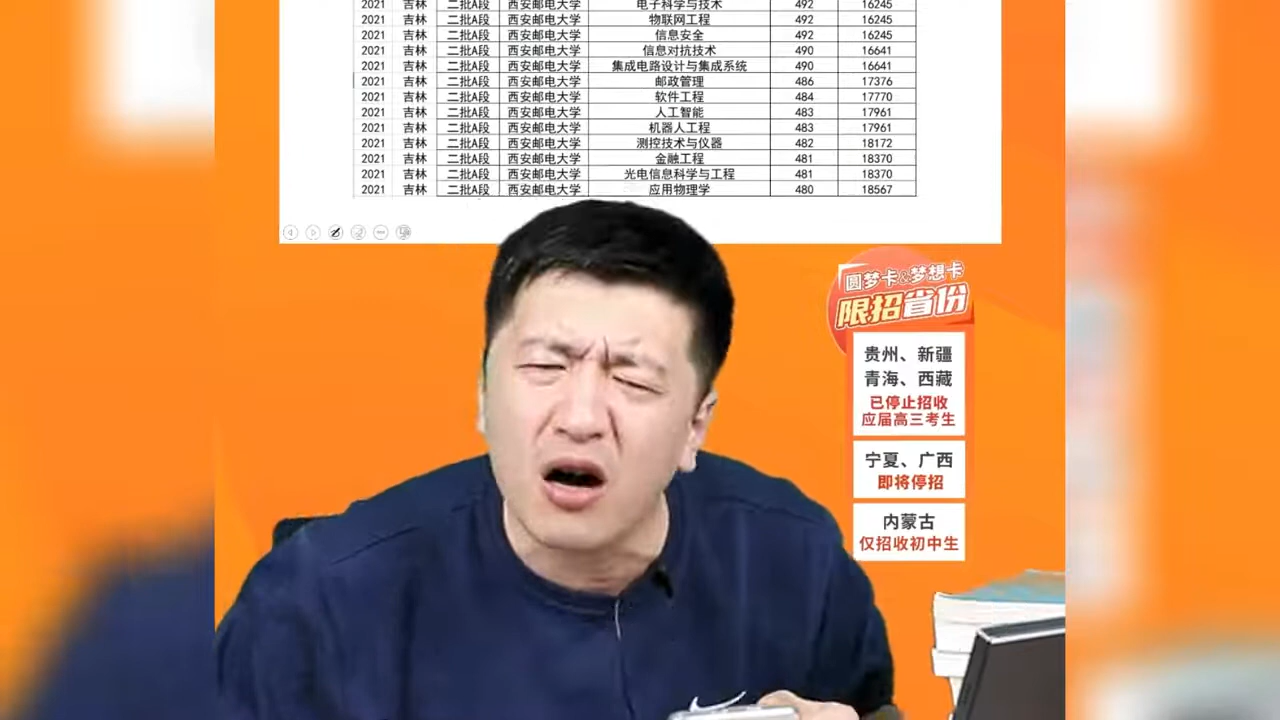 2021 吉林 二批A段 西安邮电大学 电子科学与技术 492 16245
2021 吉林 二批A段 西安邮电大学 物联网工程 492 16245
2021 吉林 二批A段 西安邮电大学 信息安全 492 16245
2021 吉林 二批A段 西安邮电大学 信息对抗技术 490 16641
2021 吉林 二批A段 西安邮电大学 集成电路设计与集成系统 490 16641
2021 吉林 二批A段 西安邮电大学 邮政管理 486 17376
2021 吉林 二批A段 西安邮电大学 软件工程 484 17770
2021 吉林 二批A段 西安邮电大学 人工智能 483 17961
2021 吉林 二批A段 西安邮电大学 机器人工程 483 17961
2021 吉林 二批A段 西安邮电大学 测控技术与仪器 482 18172
2021 吉林 二批A段 西安邮电大学 金融工程 481 18370
2021 吉林 二批A段 西安邮电大学 光电信息科学与工程 481 18370
2021 吉林 二批A段 西安邮电大学 应用物理学 480 18567
圆梦卡&梦想卡
限招省份
贵州、新疆
青海、西藏
已停止招收
应届高三考生
宁夏、广西
即将停招
内蒙古
仅招收初中生